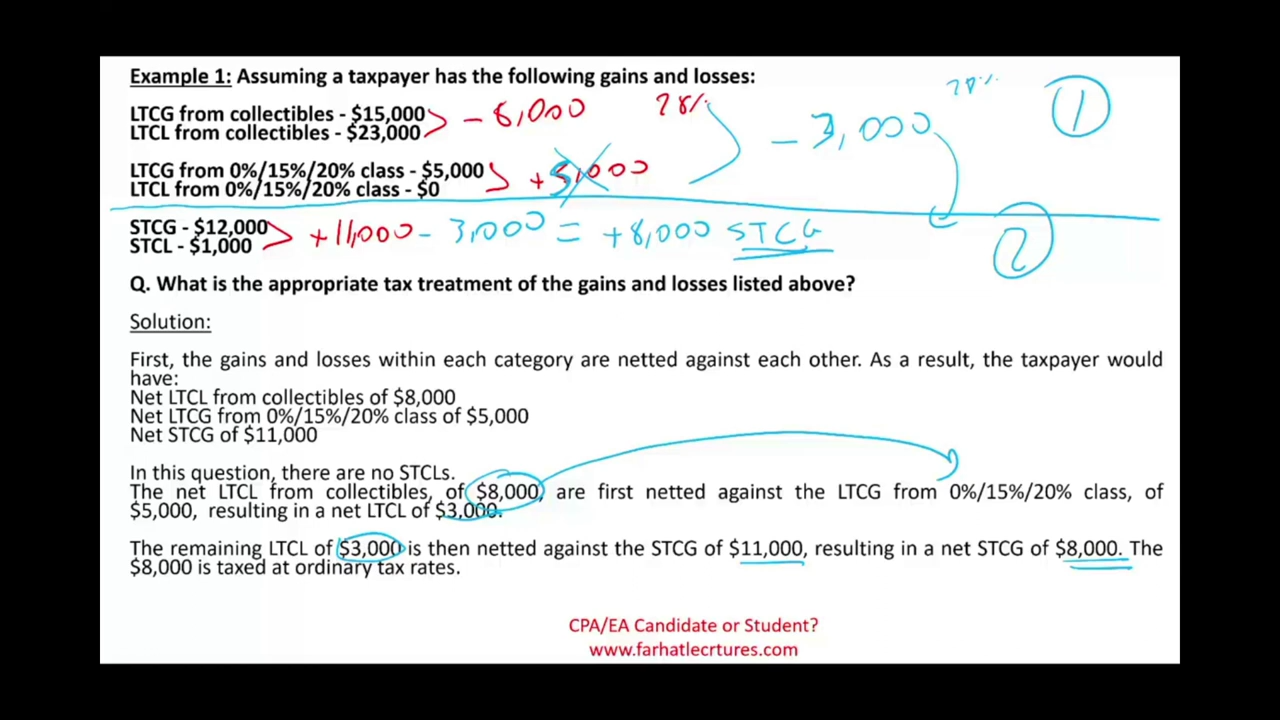 Example 1: Assuming a taxpayer has the following gains and losses:
28%
LTCG from collectibles - $15,000 > - 8,000 28%
LTCL from collectibles - $23,000
- 3,000
1
LTCG from 0%/15%/20% class - $5,000 > + 5,000
LTCL from 0%/15%/20% class - $0
STCG - $12,000 > +11,000 - 3,000 = +8,000 STCG
STCL - $1,000
2
Q. What is the appropriate tax treatment of the gains and losses listed above?
Solution:
First, the gains and losses within each category are netted against each other. As a result, the taxpayer would
have:
Net LTCL from collectibles of $8,000
Net LTCG from 0%/15%/20% class of $5,000
Net STCG of $11,000
In this question, there are no STCLs.
The net LTCL from collectibles, of $8,000, are first netted against the LTCG from 0%/15%/20% class, of
$5,000, resulting in a net LTCL of $3,000.
The remaining LTCL of $3,000 is then netted against the STCG of $11,000, resulting in a net STCG of $8,000. The
$8,000 is taxed at ordinary tax rates.
CPA/EA Candidate or Student?
www.farhatlecrtures.com